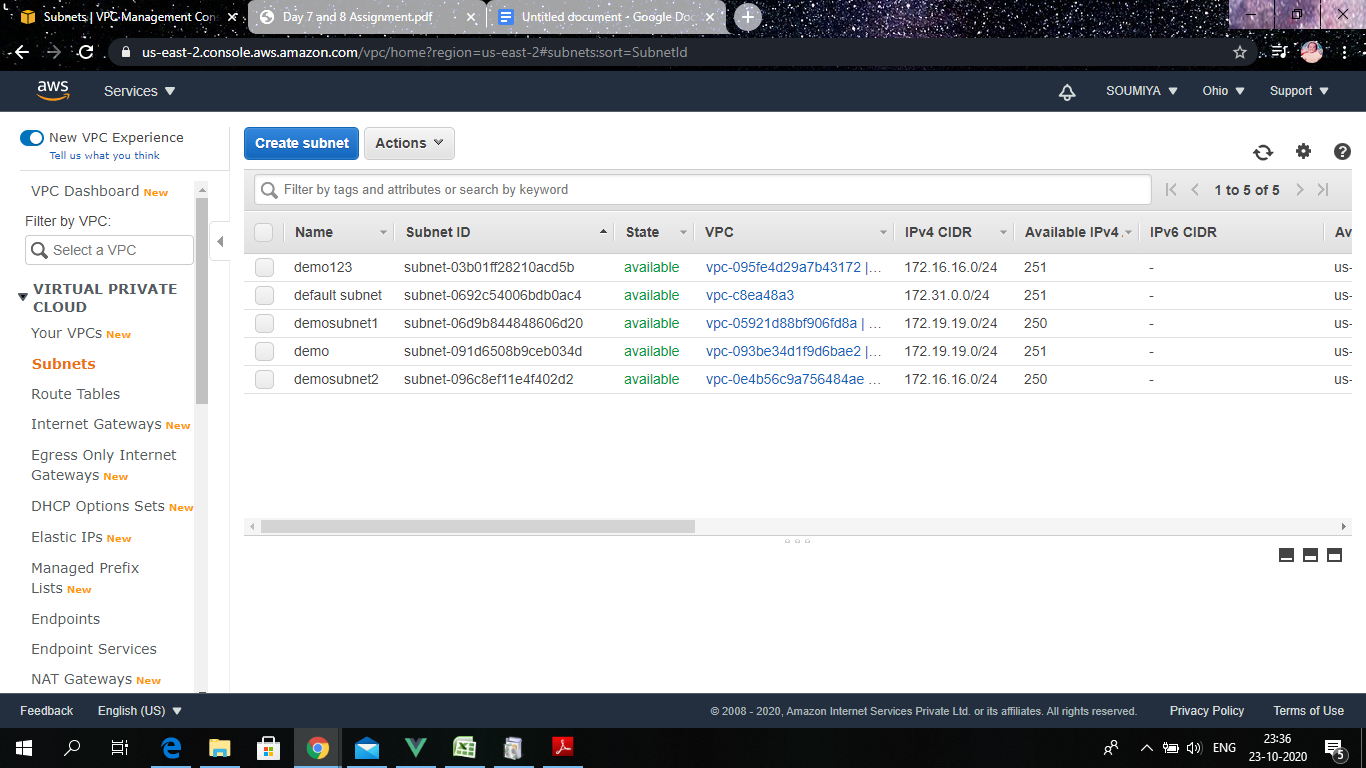 Subnets | VPC Management Con
Day 7 and 8 Assignment.pdf
Untitled document - Google Doc
us-east-2.console.aws.amazon.com/vpc/home?region=us-east-2#subnets:sort=SubnetId
aws
Services
SOUMIYA
Ohio
Support
New VPC Experience
Tell us what you think
VPC Dashboard New
Filter by VPC:
Select a VPC
VIRTUAL PRIVATE
CLOUD
Your VPCs New
Subnets
Route Tables
Internet Gateways New
Egress Only Internet
Gateways New
DHCP Options Sets New
Elastic IPs New
Managed Prefix
Lists New
Endpoints
Endpoint Services
NAT Gateways New
Create subnet
Actions
Filter by tags and attributes or search by keyword
1 to 5 of 5
Name Subnet ID State VPC IPv4 CIDR Available IPv4 IPv6 CIDR Av
demo123 subnet-03b01ff28210acd5b available vpc-095fe4d29a7b43172 |... 172.16.16.0/24 251 - us-
default subnet subnet-0692c54006bdb0ac4 available vpc-c8ea48a3 172.31.0.0/24 251 - us-
demosubnet1 subnet-06d9b844848606d20 available vpc-05921d88bf906fd8a | ... 172.19.19.0/24 250 - us-
demo subnet-091d6508b9ceb034d available vpc-093be34d1f9d6bae2 |... 172.19.19.0/24 251 - us-
demosubnet2 subnet-096c8ef11e4f402d2 available vpc-0e4b56c9a756484ae ... 172.16.16.0/24 250 - us-
Feedback
English (US)
© 2008 - 2020, Amazon Internet Services Private Ltd. or its affiliates. All rights reserved.
Privacy Policy
Terms of Use
ENG
23:36
23-10-2020
5